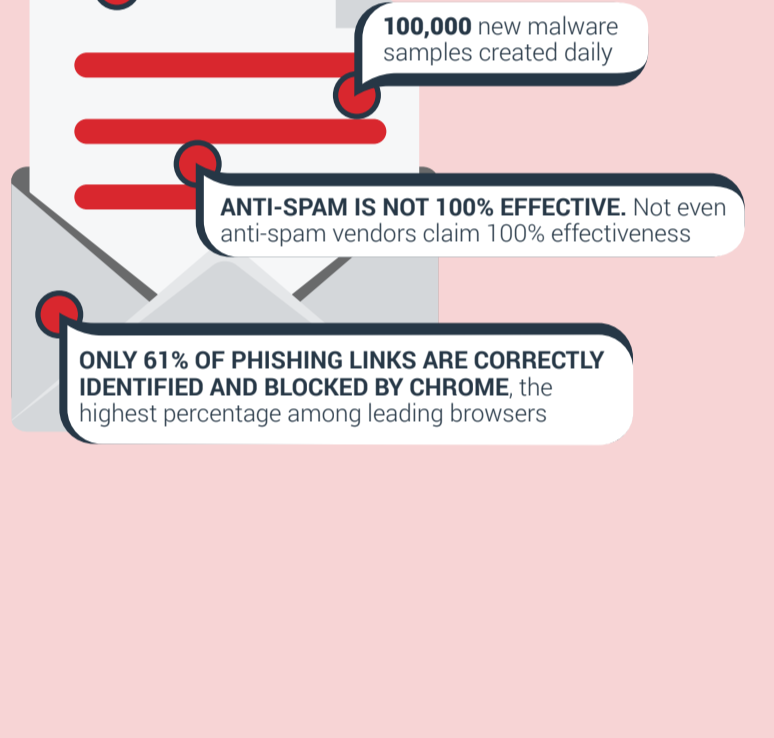 100,000 new malware
samples created daily
ANTI-SPAM IS NOT 100% EFFECTIVE. Not even
anti-spam vendors claim 100% effectiveness
ONLY 61% OF PHISHING LINKS ARE CORRECTLY
IDENTIFIED AND BLOCKED BY CHROME, the
highest percentage among leading browsers